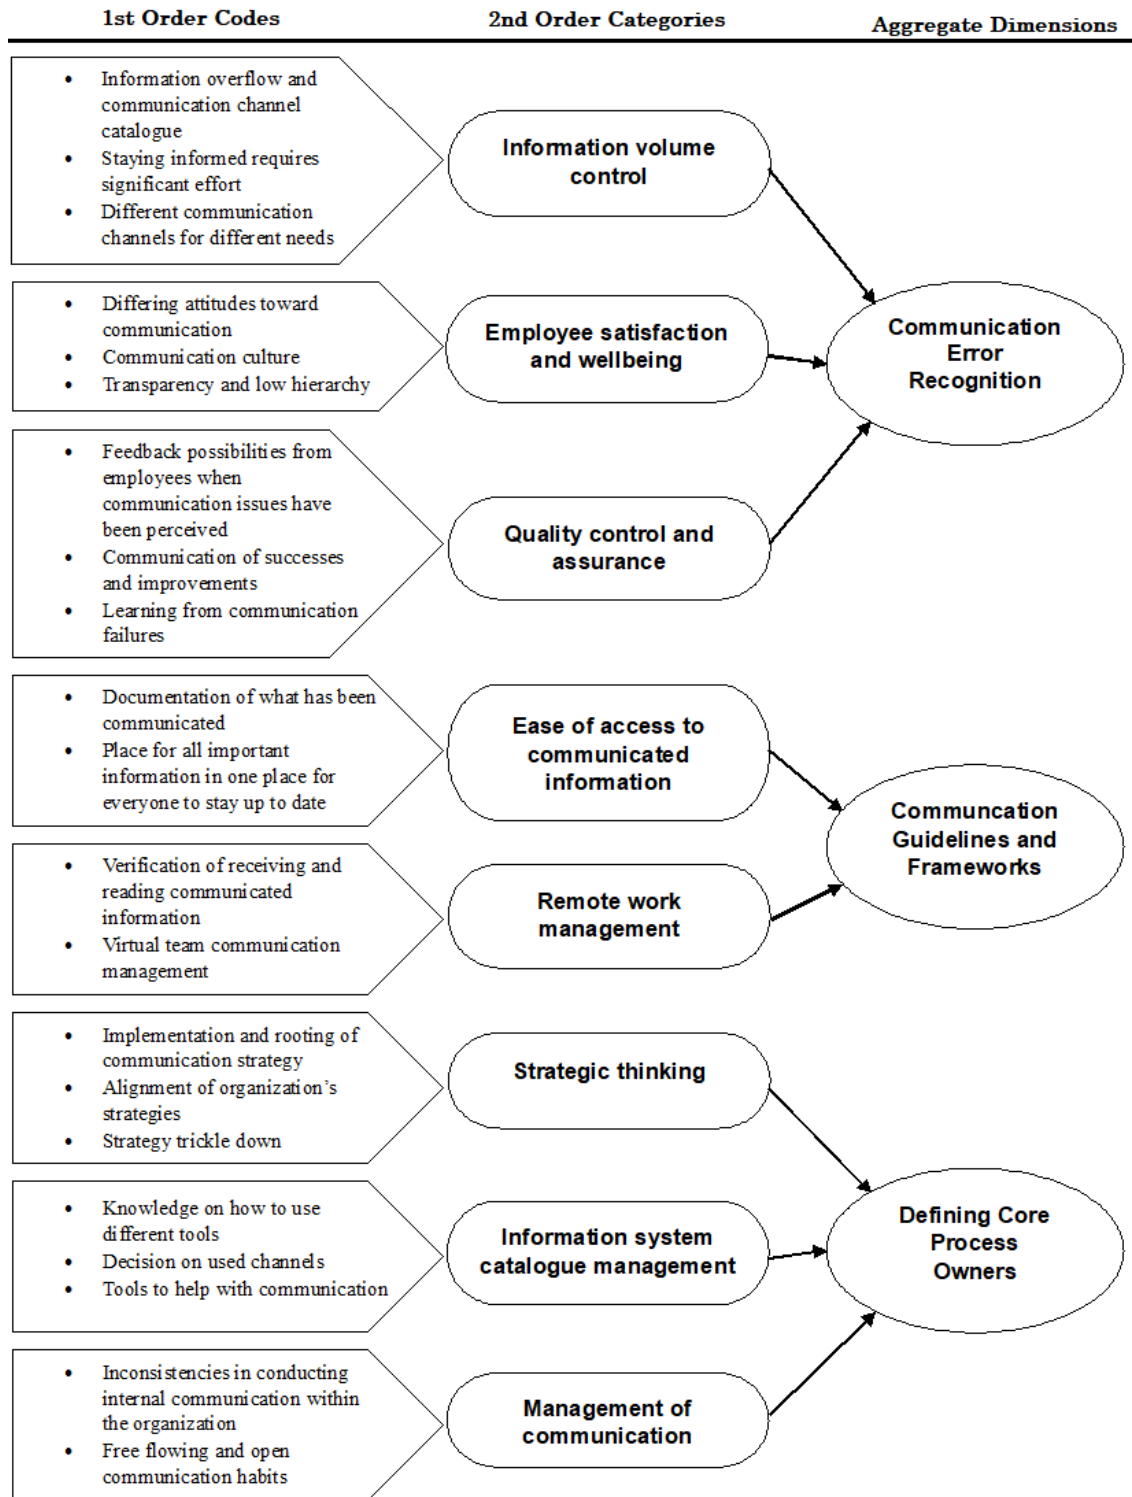 1st Order Codes
2nd Order Categories
Aggregate Dimensions
• Information overflow and
communication channel
catalogue
• Staying informed requires
significant effort
• Different communication
channels for different needs
Information volume
control
• Differing attitudes toward
communication
• Communication culture
• Transparency and low hierarchy
Employee satisfaction
and wellbeing
• Feedback possibilities from
employees when
communication issues have
been perceived
• Communication of successes
and improvements
• Learning from communication
failures
Quality control and
assurance
Communication
Error
Recognition
• Documentation of what has been
communicated
• Place for all important
information in one place for
everyone to stay up to date
Ease of access to
communicated
information
• Verification of receiving and
reading communicated
information
• Virtual team communication
management
Remote work
management
Communcation
Guidelines and
Frameworks
• Implementation and rooting of
communication strategy
• Alignment of organization’s
strategies
• Strategy trickle down
Strategic thinking
• Knowledge on how to use
different tools
• Decision on used channels
• Tools to help with communication
Information system
catalogue management
• Inconsistencies in conducting
internal communication within
the organization
• Free flowing and open
communication habits
Management of
communication
Defining Core
Process
Owners